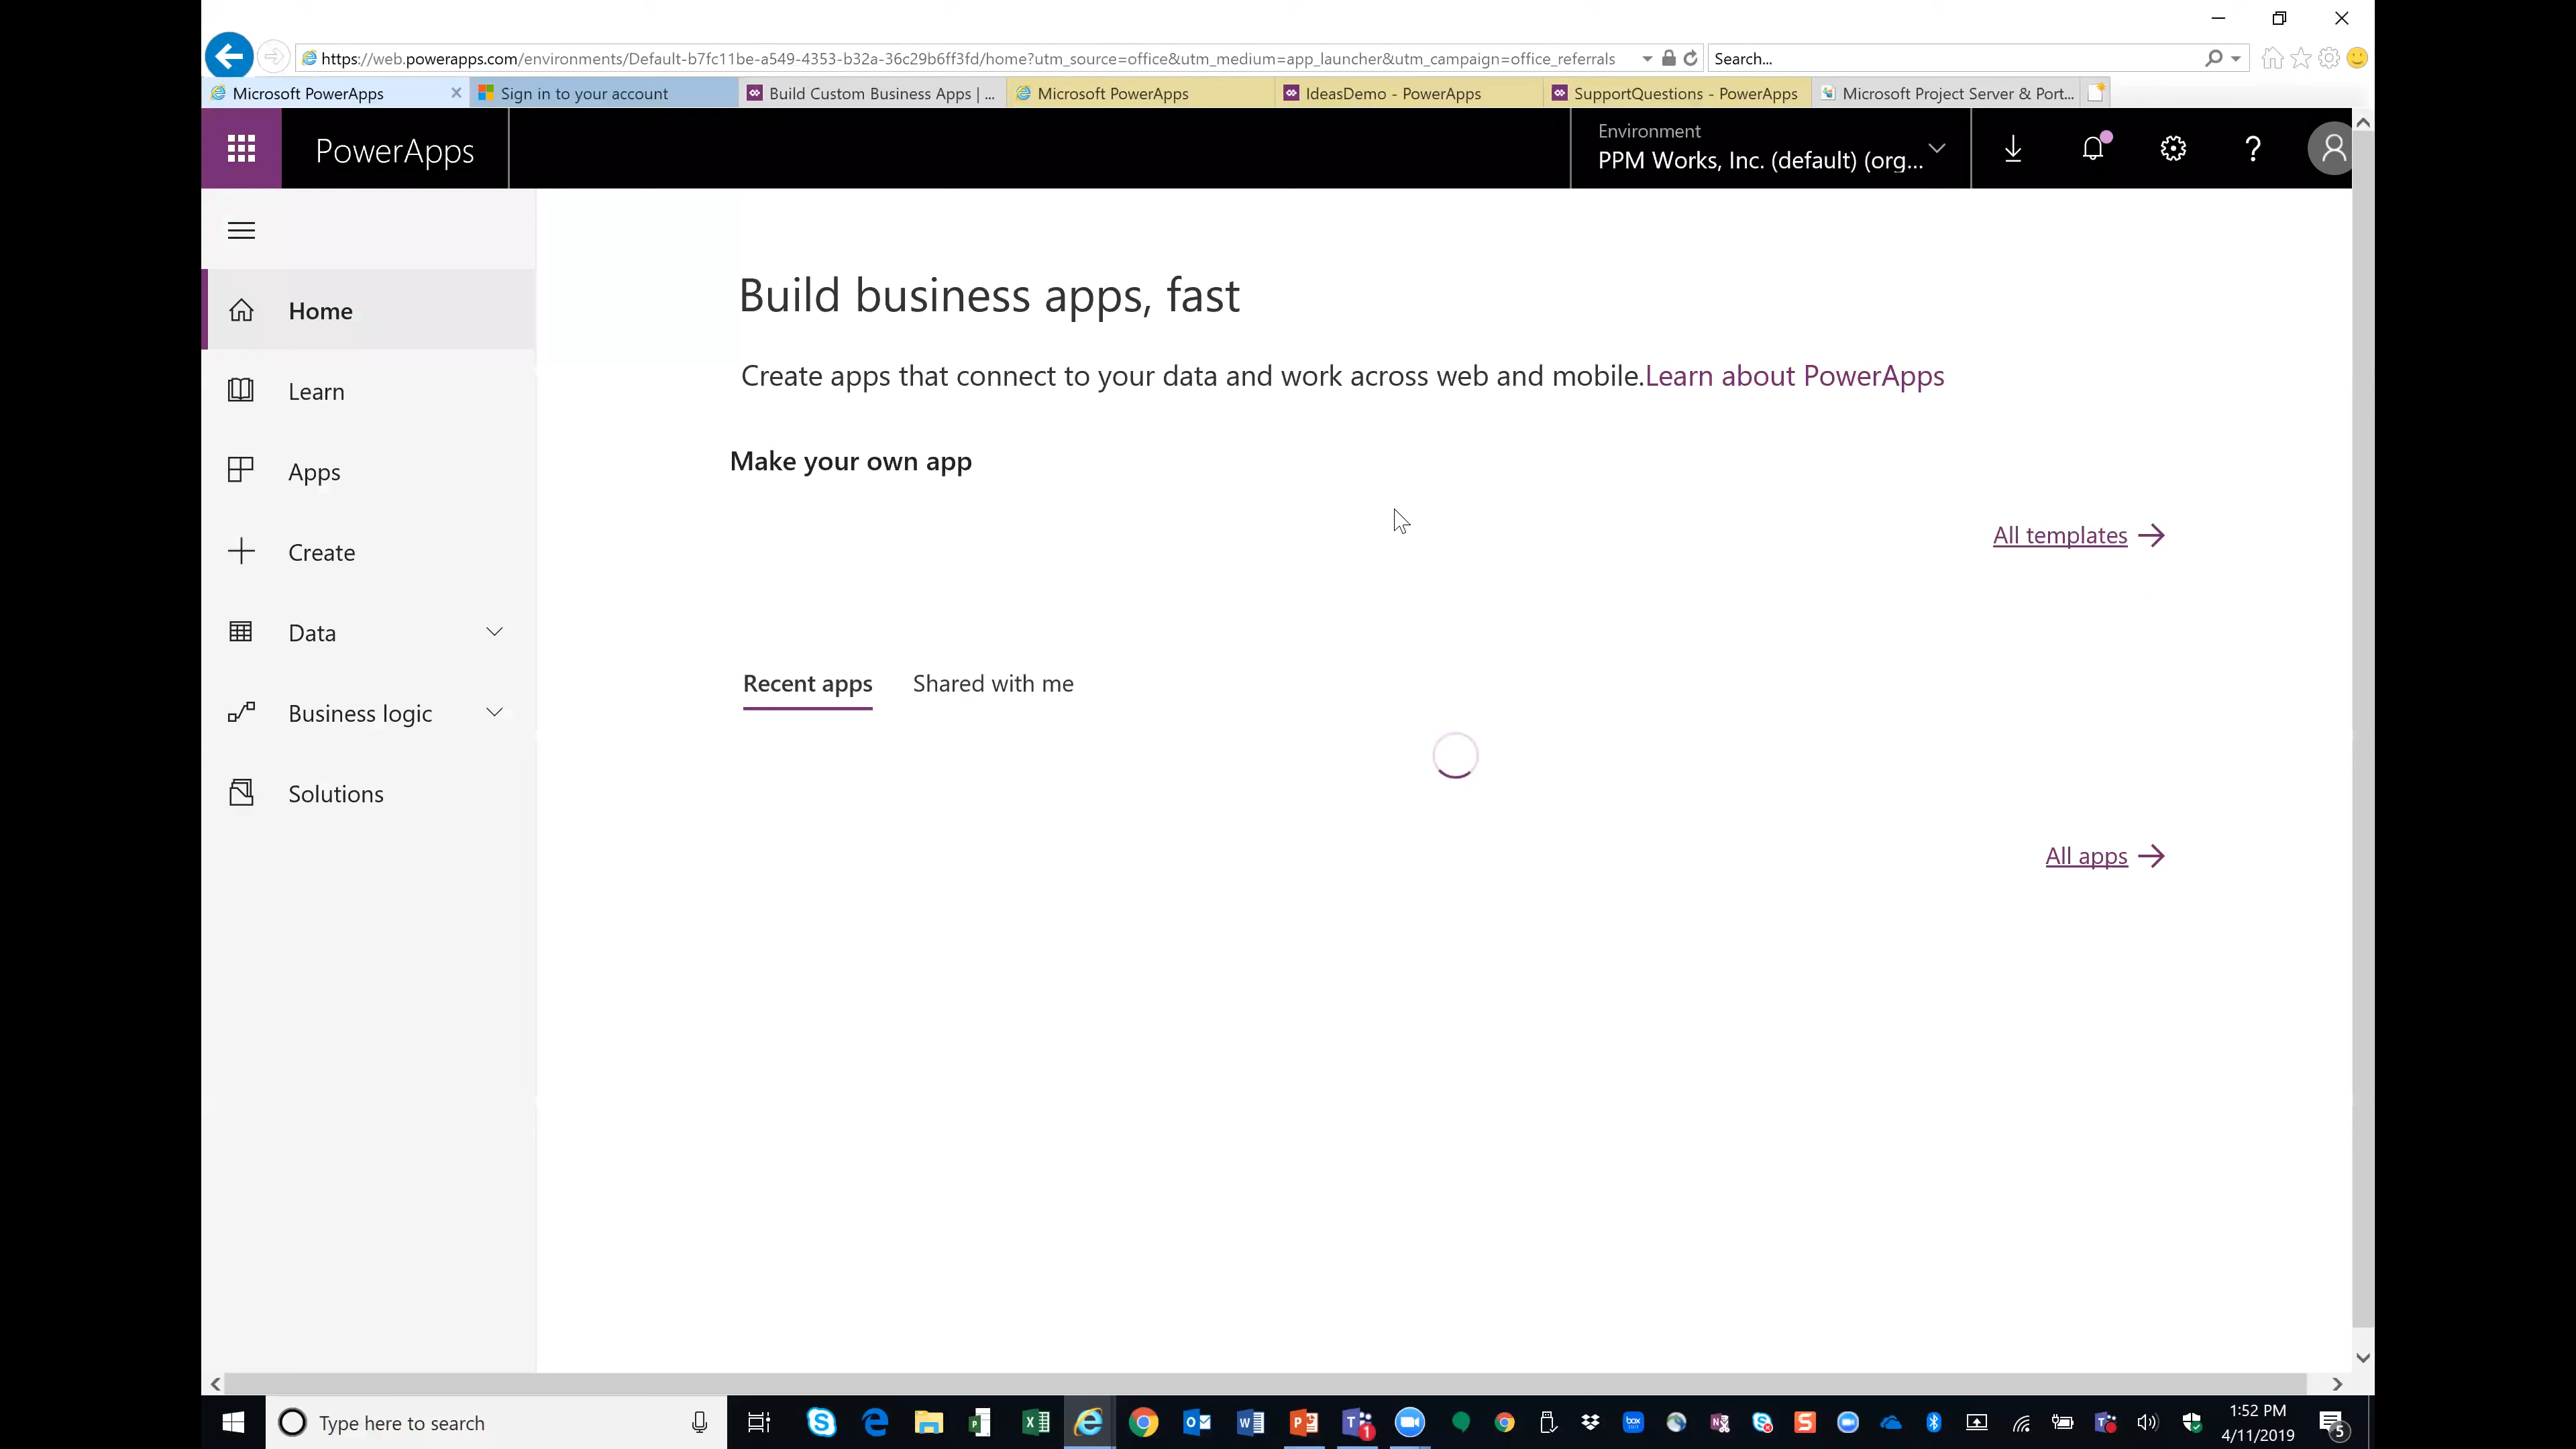 https://web.powerapps.com/environments/Default-b7fc11be-a549-4353-b32a-36c29b6ff3fd/home?utm_source=office&utm_medium=app_launcher&utm_campaign=office_referrals
Search...
Microsoft PowerApps
Sign in to your account
Build Custom Business Apps | ...
Microsoft PowerApps
IdeasDemo - PowerApps
SupportQuestions - PowerApps
Microsoft Project Server & Port...
PowerApps
Environment
PPM Works, Inc. (default) (org...
Home
Learn
Apps
Create
Data
Business logic
Solutions
Build business apps, fast
Create apps that connect to your data and work across web and mobile.Learn about PowerApps
Make your own app
All templates
Recent apps
Shared with me
All apps
Type here to search
1
1:52 PM
4/11/2019
5